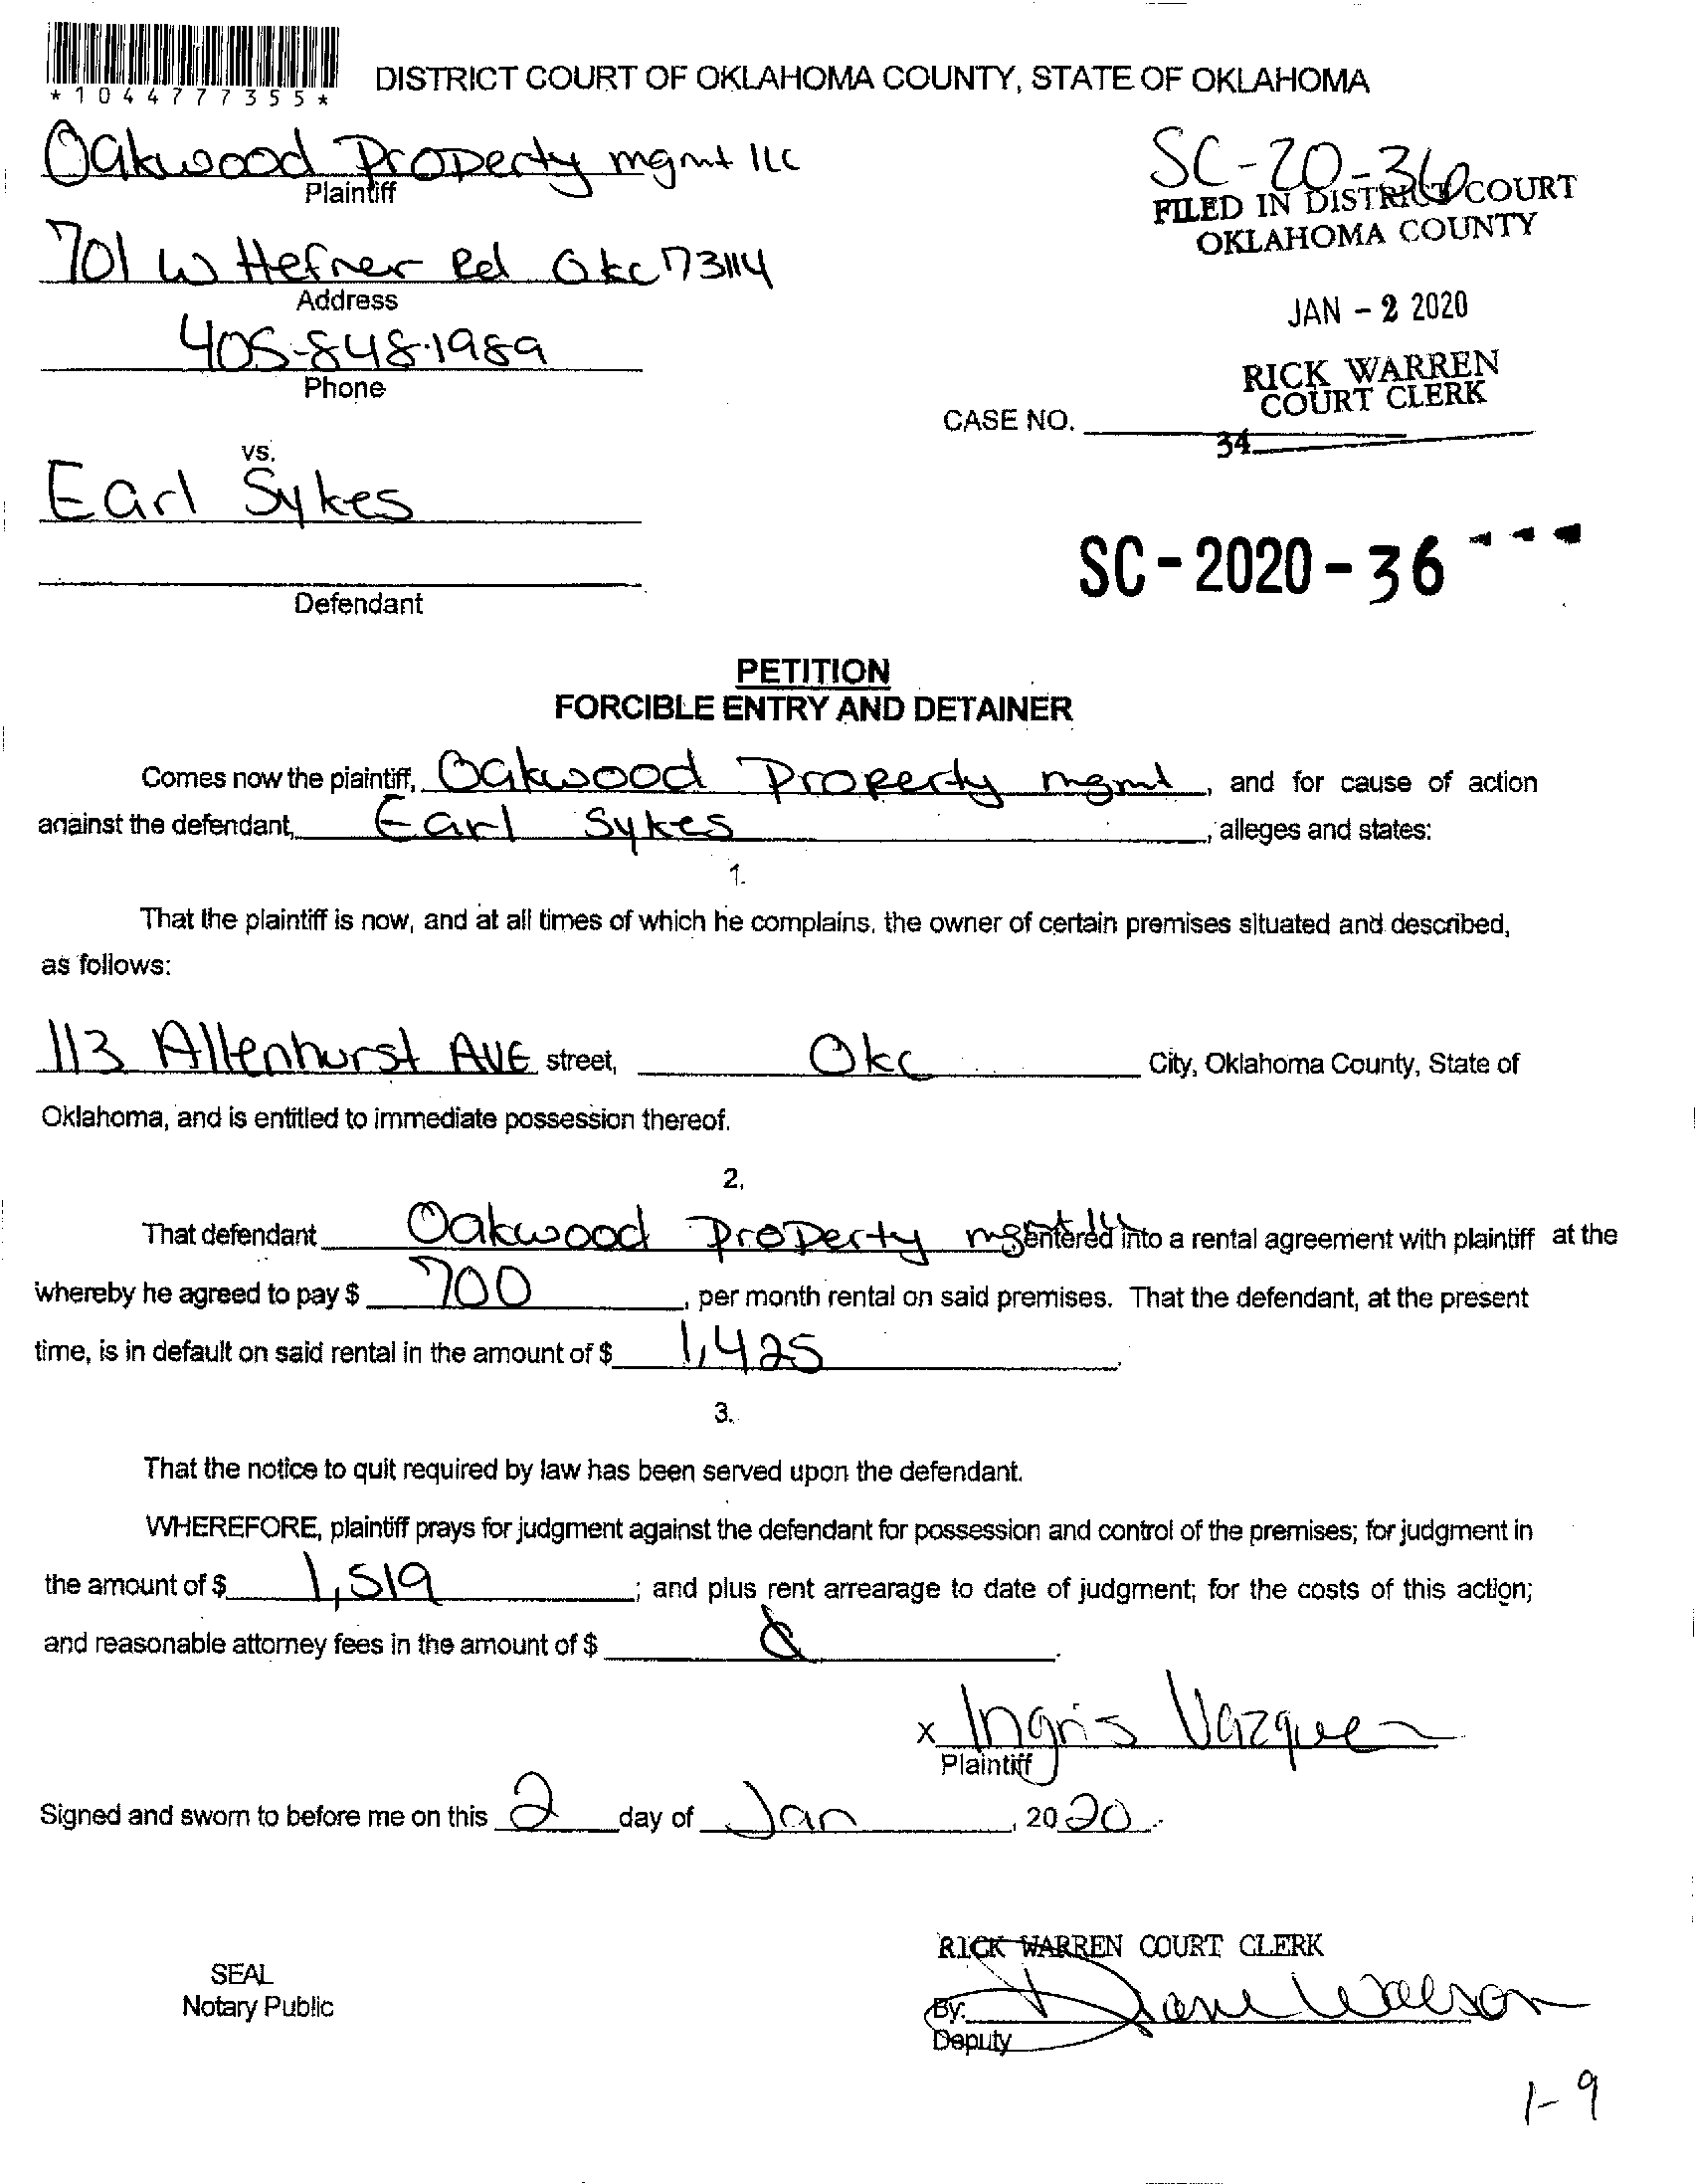 *1044777355*
DISTRICT COURT OF OKLAHOMA COUNTY, STATE OF OKLAHOMA
Oakwood Property mgmt llc
Plaintiff
SC-20-36
FILED IN DISTRICT COURT
OKLAHOMA COUNTY
701 W Hefner Rd Okc 73114
Address
JAN - 2 2020
405-848-1989
Phone
RICK WARREN
COURT CLERK
CASE NO.
34
vs.
Earl Sykes
SC-2020-36
Defendant
PETITION
FORCIBLE ENTRY AND DETAINER
Comes now the plaintiff, Oakwood Property mgmt, and for cause of action
against the defendant, Earl Sykes, alleges and states:
1.
That the plaintiff is now, and at all times of which he complains, the owner of certain premises situated and described,
as follows:
113 Allenhurst AVE street, Okc City, Oklahoma County, State of
Oklahoma, and is entitled to immediate possession thereof.
2.
That defendant Oakwood Property entered into a rental agreement with plaintiff at the
whereby he agreed to pay $ 700, per month rental on said premises. That the defendant, at the present
time, is in default on said rental in the amount of $ 1,425
3.
That the notice to quit required by law has been served upon the defendant.
WHEREFORE, plaintiff prays for judgment against the defendant for possession and control of the premises; for judgment in
the amount of $ 1,519; and plus rent arrearage to date of judgment; for the costs of this action;
and reasonable attorney fees in the amount of $
x Ingris Vazquez
Plaintiff
Signed and sworn to before me on this 2 day of Jan, 2020.
RICK WARREN COURT CLERK
SEAL
Notary Public
By: Diane Walson
Deputy
1-9